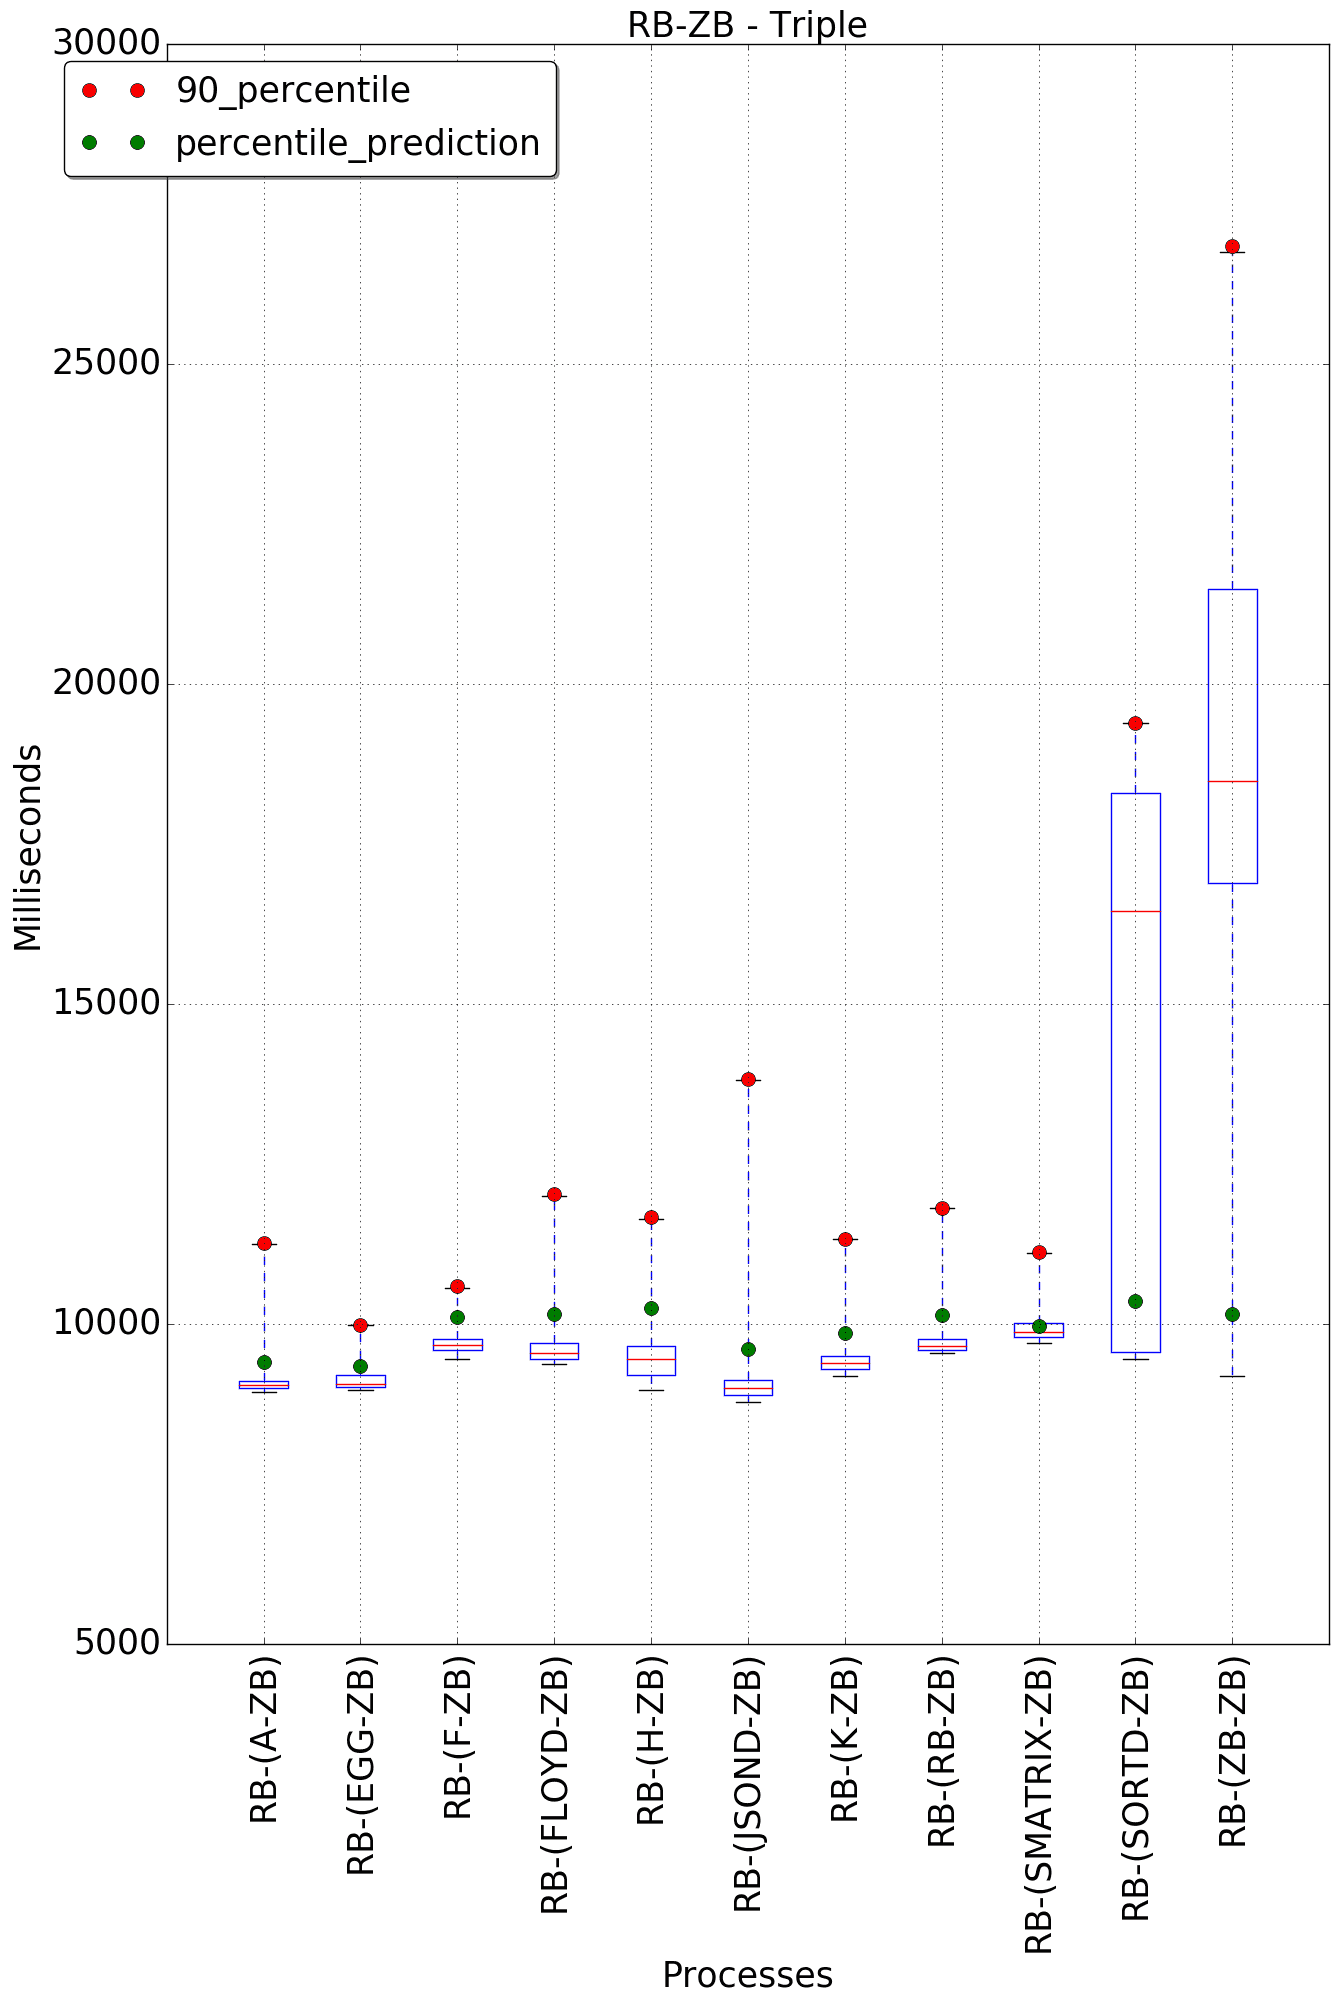 RB-ZB - Triple
30000
90_percentile
percentile_prediction
25000
20000
15000
10000
5000
Milliseconds
RB-(A-ZB)
RB-(EGG-ZB)
RB-(F-ZB)
RB-(FLOYD-ZB)
RB-(H-ZB)
RB-(JSOND-ZB)
RB-(K-ZB)
RB-(RB-ZB)
RB-(SMATRIX-ZB)
RB-(SORTD-ZB)
RB-(ZB-ZB)
Processes